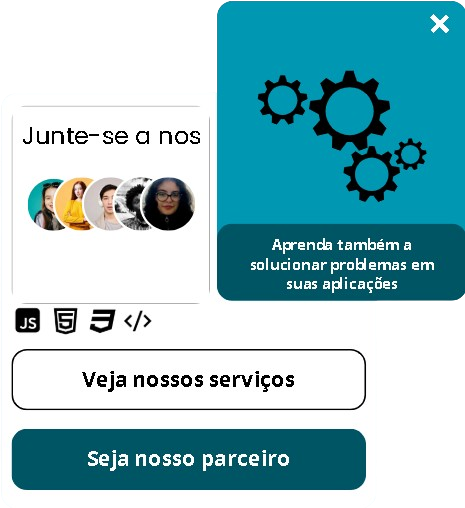 Junte-se a nos
Aprenda também a
solucionar problemas em
suas aplicações
JS
Veja nossos serviços
Seja nosso parceiro